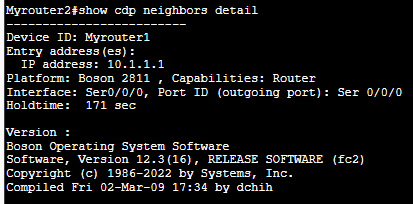 Myrouter2#show cdp neighbors detail
-------------------------
Device ID: Myrouter1
Entry address(es):
  IP address: 10.1.1.1
Platform: Boson 2811 , Capabilities: Router
Interface: Ser0/0/0, Port ID (outgoing port): Ser 0/0/0
Holdtime:  171 sec

Version :
Boson Operating System Software
Software, Version 12.3(16), RELEASE SOFTWARE (fc2)
Copyright (c) 1986-2022 by Systems, Inc.
Compiled Fri 02-Mar-09 17:34 by dchih